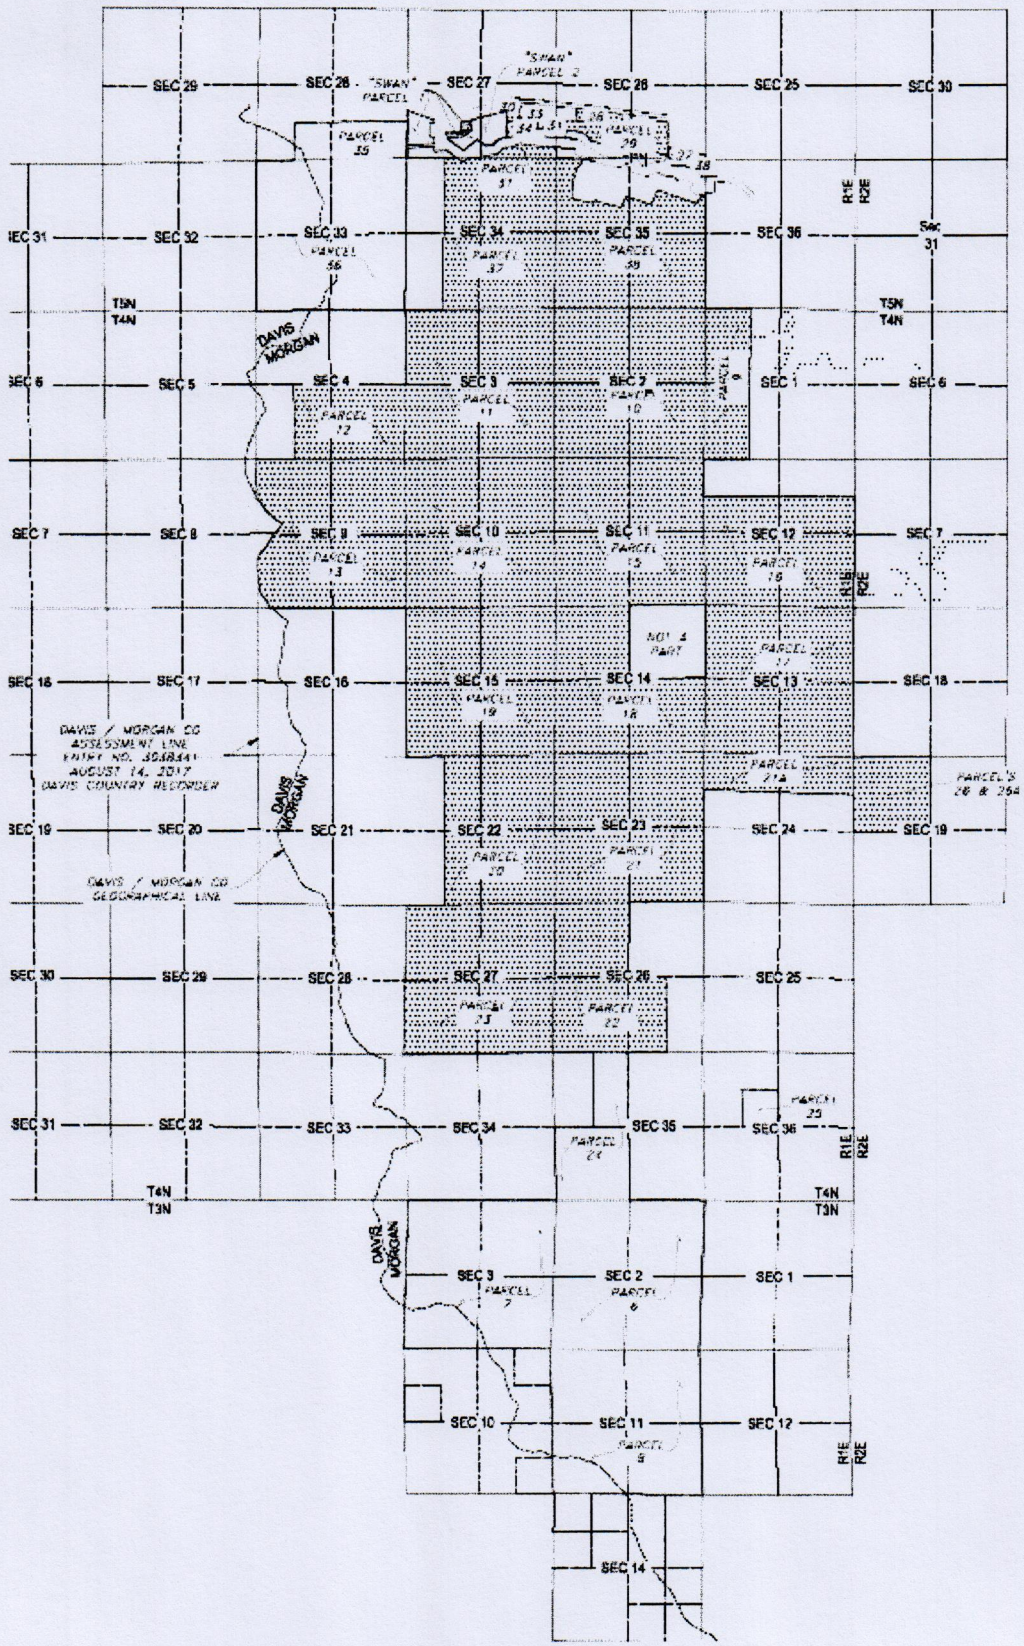 "SWAN"
PARCEL 2
SEC 29
SEC 28
"SWAN"
PARCEL
SEC 27
SEC 26
SEC 25
SEC 30
30
33
34
31
PARCEL
29
38
PARCEL
35
PARCEL
R1E
R2E
SEC 31
SEC 32
SEC 33
PARCEL
36
SEC 34
PARCEL
37
SEC 35
PARCEL
SEC 36
Sec
31
T5N
T4N
T5N
T4N
DAVIS
MORGAN
SEC 6
SEC 5
SEC 4
PARCEL
12
SEC 3
PARCEL
11
SEC 2
PARCEL
10
PARCEL
9
SEC 1
SEC 6
SEC 7
SEC 8
SEC 9
PARCEL
13
SEC 10
PARCEL
14
SEC 11
PARCEL
15
SEC 12
PARCEL
16
SEC 7
R1E
R2E
NOT A
PART
PARCEL
17
SEC 18
SEC 17
SEC 16
SEC 15
PARCEL
19
SEC 14
PARCEL
18
SEC 13
SEC 18
DAVIS / MORGAN CO
ASSESSMENT LINE
ENTRY NO. 3038341
AUGUST 14, 2017
DAVIS COUNTRY RECORDER
DAVIS
MORGAN
PARCEL
21A
PARCEL'S
26 & 26A
SEC 19
SEC 20
SEC 21
SEC 22
PARCEL
20
SEC 23
PARCEL
21
SEC 24
SEC 19
DAVIS / MORGAN CO
GEOGRAPHICAL LINE
SEC 30
SEC 29
SEC 28
SEC 27
PARCEL
23
SEC 26
PARCEL
22
SEC 25
SEC 31
SEC 32
SEC 33
SEC 34
PARCEL
24
SEC 35
PARCEL
25
SEC 36
R1E
R2E
T4N
T3N
T4N
T3N
DAVIS
MORGAN
SEC 3
PARCEL
7
SEC 2
PARCEL
6
SEC 1
SEC 10
SEC 11
PARCEL
SEC 12
R1E
R2E
SEC 14